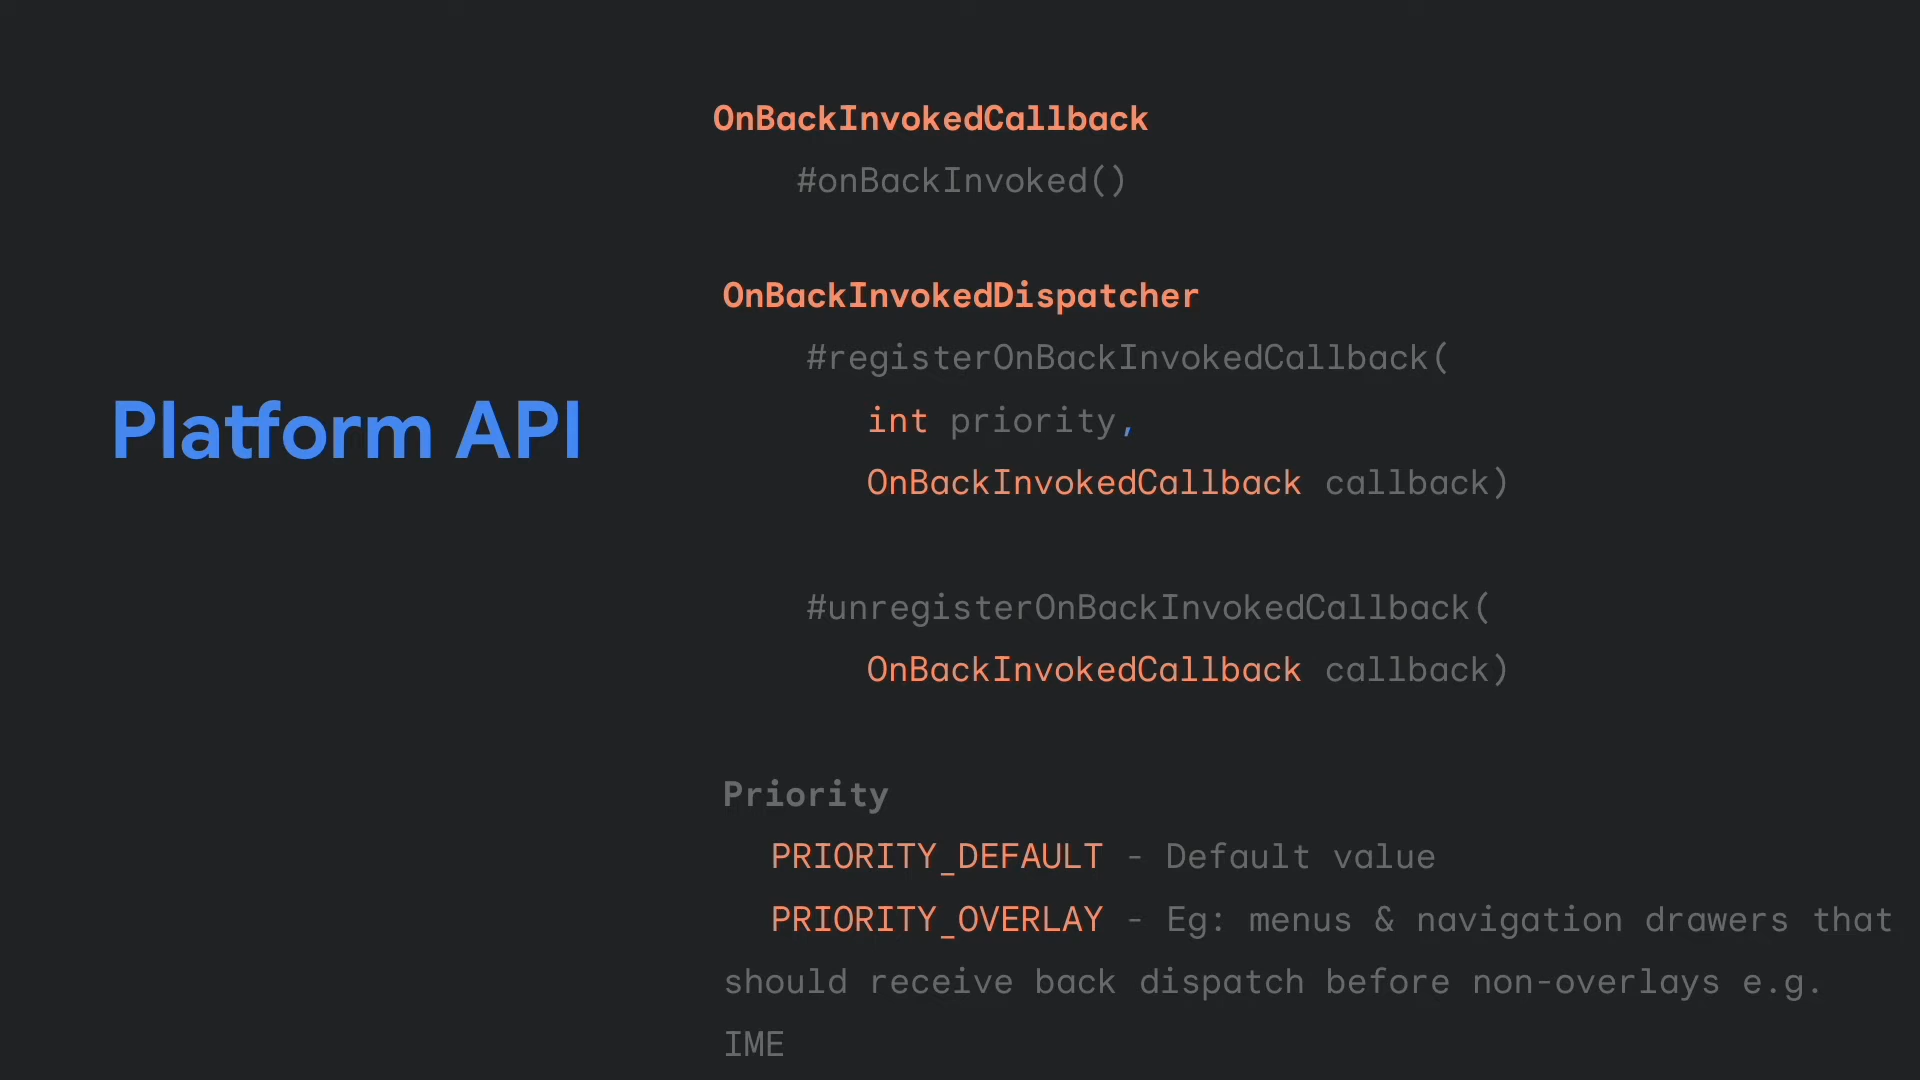 Platform API
OnBackInvokedCallback
#onBackInvoked()
OnBackInvokedDispatcher
#registerOnBackInvokedCallback(
int priority,
OnBackInvokedCallback callback)
#unregisterOnBackInvokedCallback(
OnBackInvokedCallback callback)
Priority
PRIORITY_DEFAULT - Default value
PRIORITY_OVERLAY - Eg: menus & navigation drawers that
should receive back dispatch before non-overlays e.g.
IME